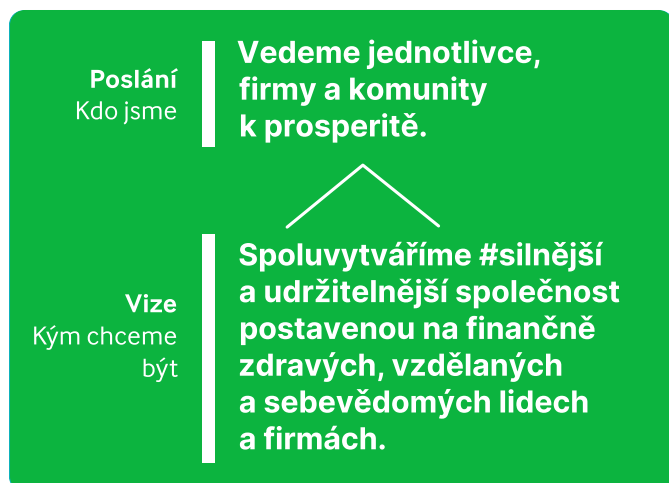 Poslání
Kdo jsme
Vedeme jednotlivce,
firmy a komunity
k prosperitě.
Vize
Kým chceme
být
Spoluvytváříme #silnější
a udržitelnější společnost
postavenou na finančně
zdravých, vzdělaných
a sebevědomých lidech
a firmách.